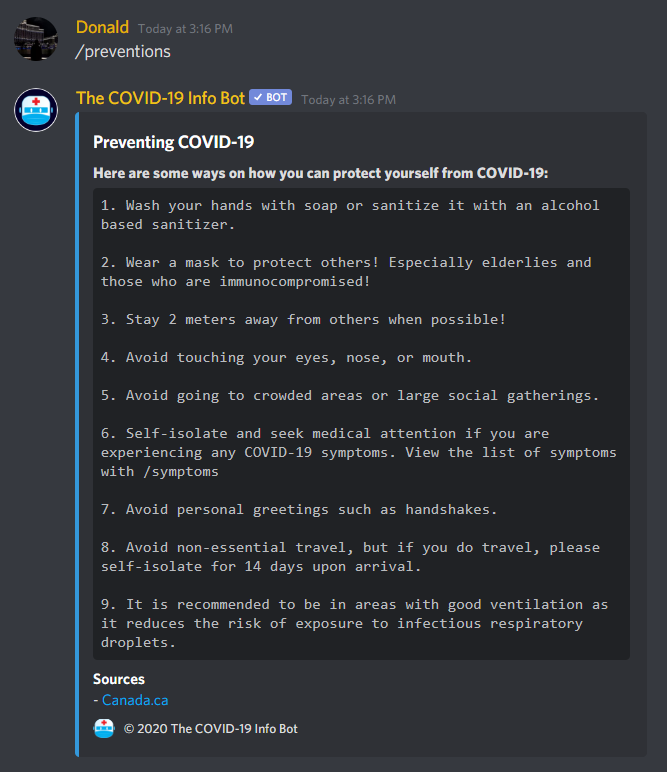 Donald Today at 3:16 PM
/preventions
The COVID-19 Info Bot ✓ BOT Today at 3:16 PM
Preventing COVID-19
Here are some ways on how you can protect yourself from COVID-19:
1. Wash your hands with soap or sanitize it with an alcohol
based sanitizer.
2. Wear a mask to protect others! Especially elderlies and
those who are immunocompromised!
3. Stay 2 meters away from others when possible!
4. Avoid touching your eyes, nose, or mouth.
5. Avoid going to crowded areas or large social gatherings.
6. Self-isolate and seek medical attention if you are
experiencing any COVID-19 symptoms. View the list of symptoms
with /symptoms
7. Avoid personal greetings such as handshakes.
8. Avoid non-essential travel, but if you do travel, please
self-isolate for 14 days upon arrival.
9. It is recommended to be in areas with good ventilation as
it reduces the risk of exposure to infectious respiratory
droplets.
Sources
- Canada.ca
© 2020 The COVID-19 Info Bot